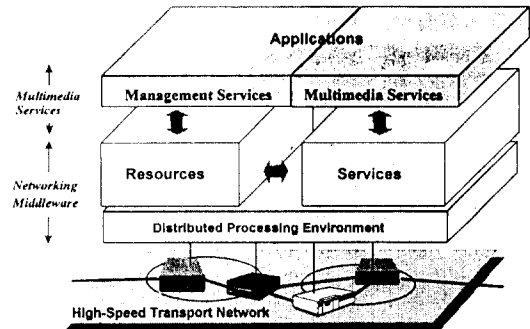 Applications
Management Services
Multimedia Services
Multimedia
Services
Resources
Services
Networking
Middleware
Distributed Processing Environment
High-Speed Transport Network